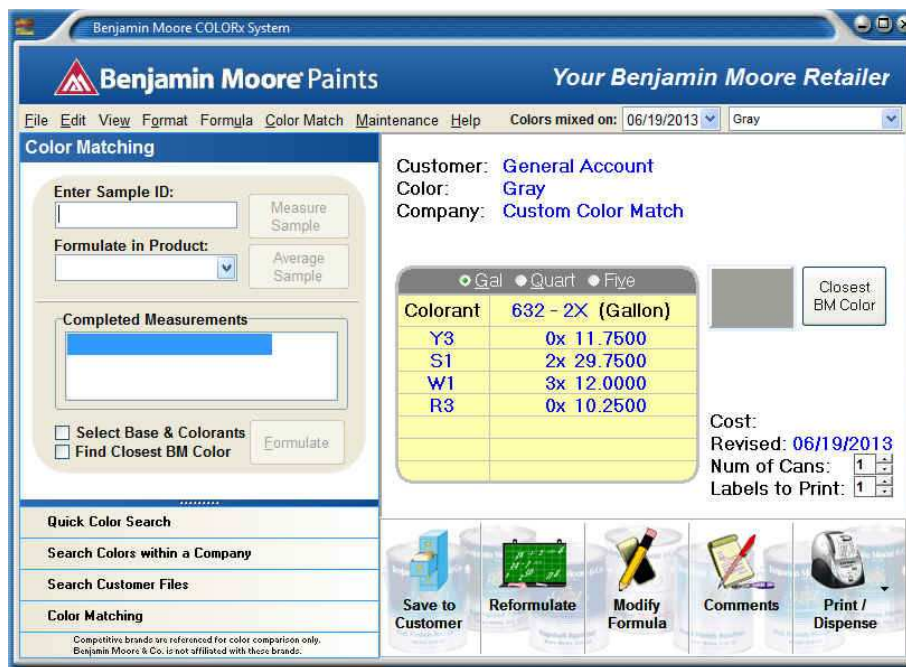 Benjamin Moore COLORx System
Benjamin Moore Paints
Your Benjamin Moore Retailer
File Edit View Format Formula Color Match Maintenance Help Colors mixed on: 06/19/2013 Gray
Color Matching
Enter Sample ID:
Measure
Sample
Formulate in Product:
Average
Sample
Completed Measurements
Select Base & Colorants
Find Closest BM Color
Formulate
Quick Color Search
Search Colors within a Company
Search Customer Files
Color Matching
Competitive brands are referenced for color comparison only.
Benjamin Moore & Co. is not affiliated with these brands.
Customer: General Account
Color: Gray
Company: Custom Color Match
Gal Quart Five
Colorant 632 - 2X (Gallon)
Y3 0x 11.7500
S1 2x 29.7500
W1 3x 12.0000
R3 0x 10.2500
Closest
BM Color
Cost:
Revised: 06/19/2013
Num of Cans: 1
Labels to Print: 1
Save to
Customer
Reformulate
Modify
Formula
Comments
Print /
Dispense